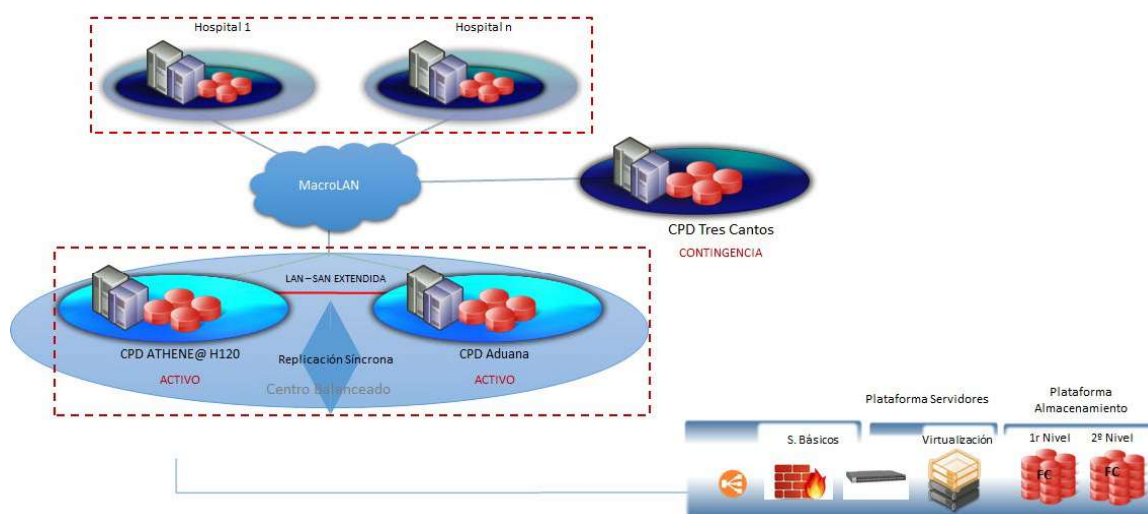 Hospital 1
Hospital n
MacroLAN
CPD Tres Cantos
CONTINGENCIA
LAN – SAN EXTENDIDA
CPD ATHENE@ H120
Replicación Síncrona
CPD Aduana
ACTIVO
Centro Balanceado
ACTIVO
Plataforma Servidores
Plataforma
Almacenamiento
S. Básicos
Virtualización
1r Nivel
2º Nivel
FC
FC